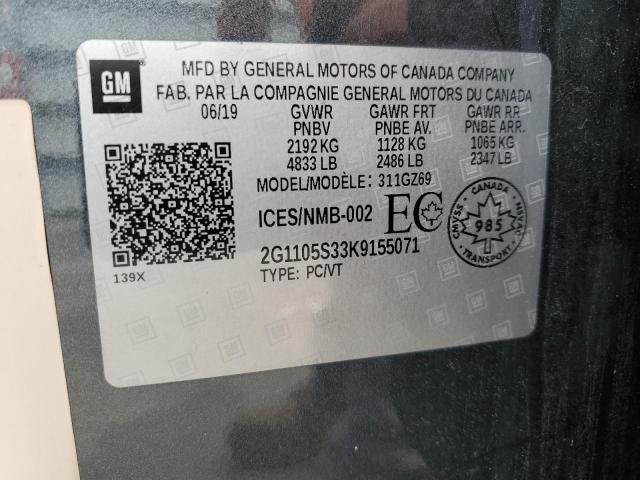 GM
MFD BY GENERAL MOTORS OF CANADA COMPANY
FAB. PAR LA COMPAGNIE GENERAL MOTORS DU CANADA
06/19 GVWR GAWR FRT GAWR RR
PNBV PNBE AV. PNBE ARR.
2192 KG 1128 KG 1065 KG
4833 LB 2486 LB 2347 LB
MODEL/MODÈLE: 311GZ69
ICES/NMB-002 EC
CANADA
CMVSS 985 NSVAC
TRANSPORT
2G1105S33K9155071
139X
TYPE: PC/VT